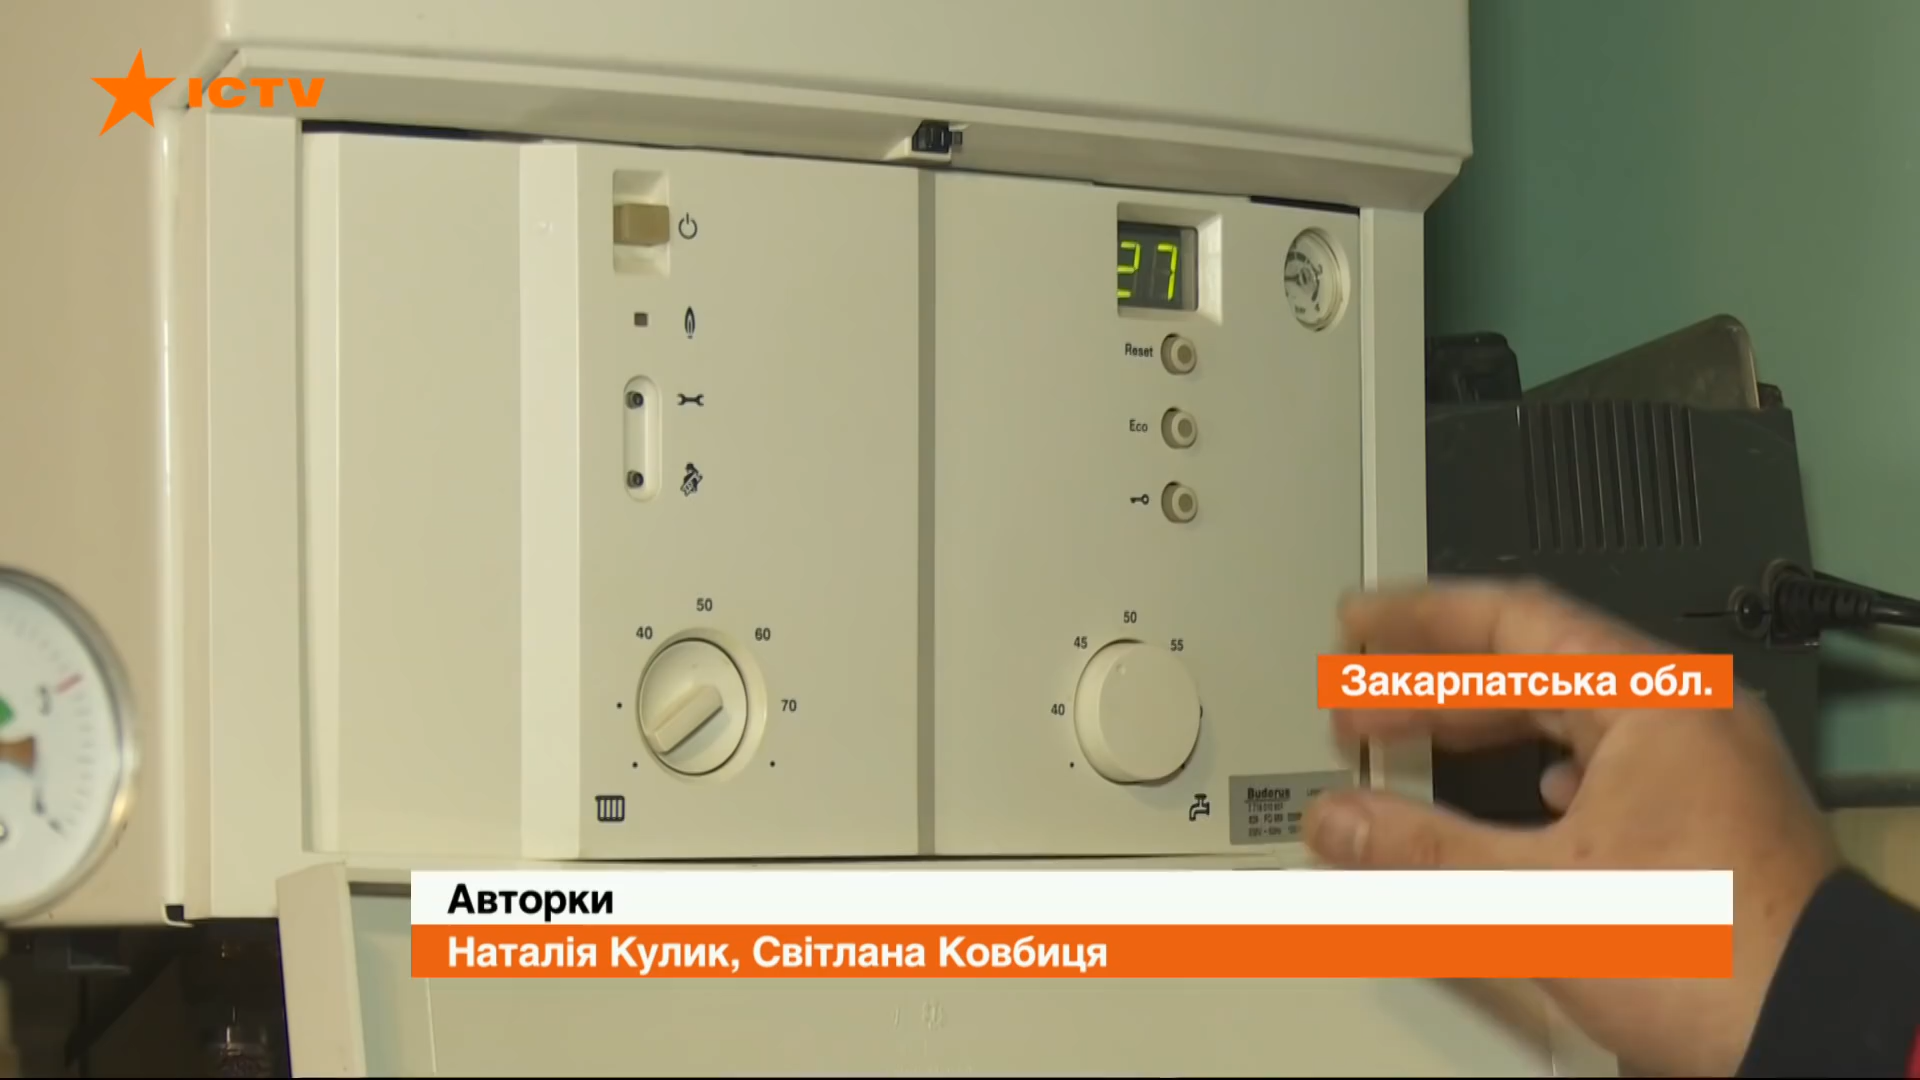 ICTV
27
Reset
Eco
50
40
60
70
50
45
55
40
Закарпатська обл.
Buderus
Авторки
Наталія Кулик, Світлана Ковбиця